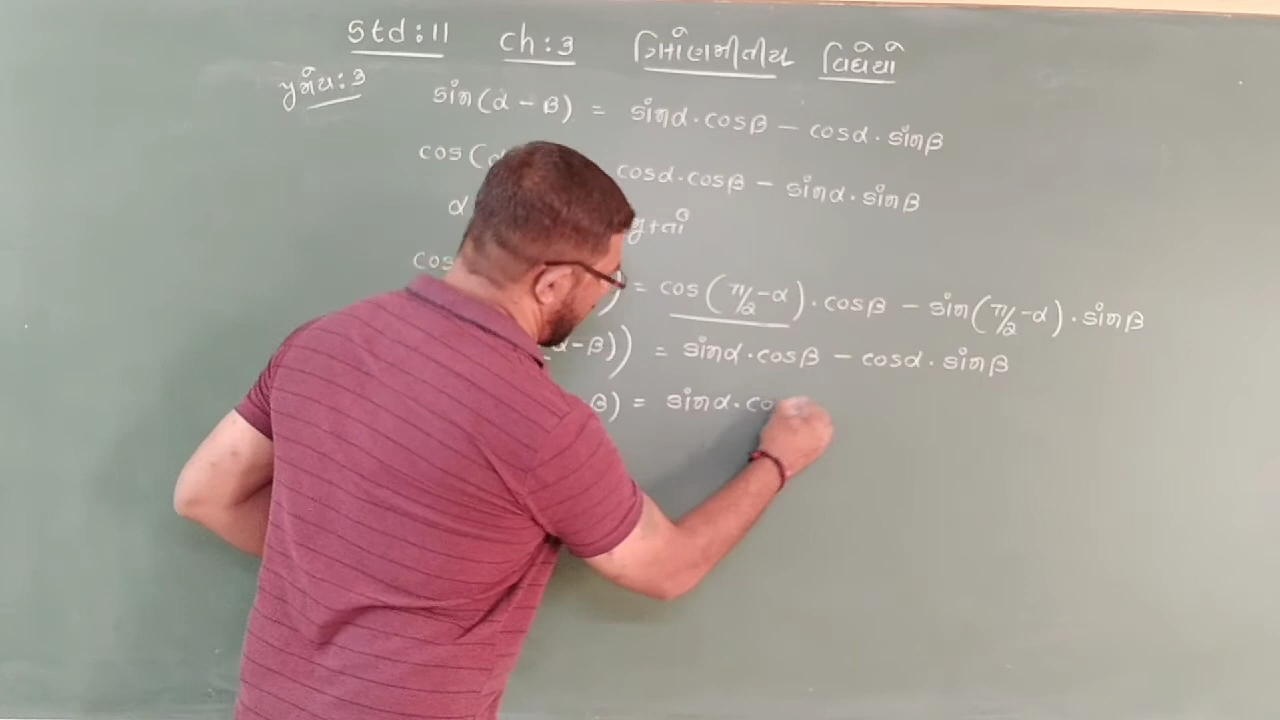 Std:11 ch:3 ત્રિકોણમીતીય વિધેયો
પ્રમેય:3 sin(α - β) = sinα·cosβ - cosα·sinβ
cos( cosα·cosβ - sinα·sinβ
α
cos ) = cos(π/2-α)·cosβ - sin(π/2-α)·sinβ
α-β)) = sinα·cosβ - cosα·sinβ
β) = sinα·co